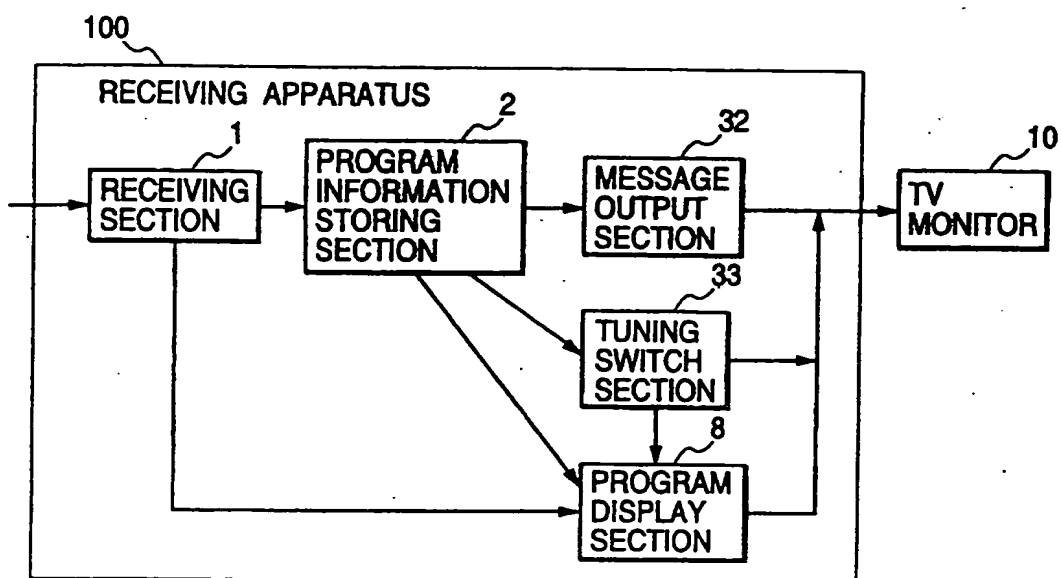 100
RECEIVING APPARATUS
1
RECEIVING
SECTION
2
PROGRAM
INFORMATION
STORING
SECTION
32
MESSAGE
OUTPUT
SECTION
10
TV
MONITOR
33
TUNING
SWITCH
SECTION
8
PROGRAM
DISPLAY
SECTION